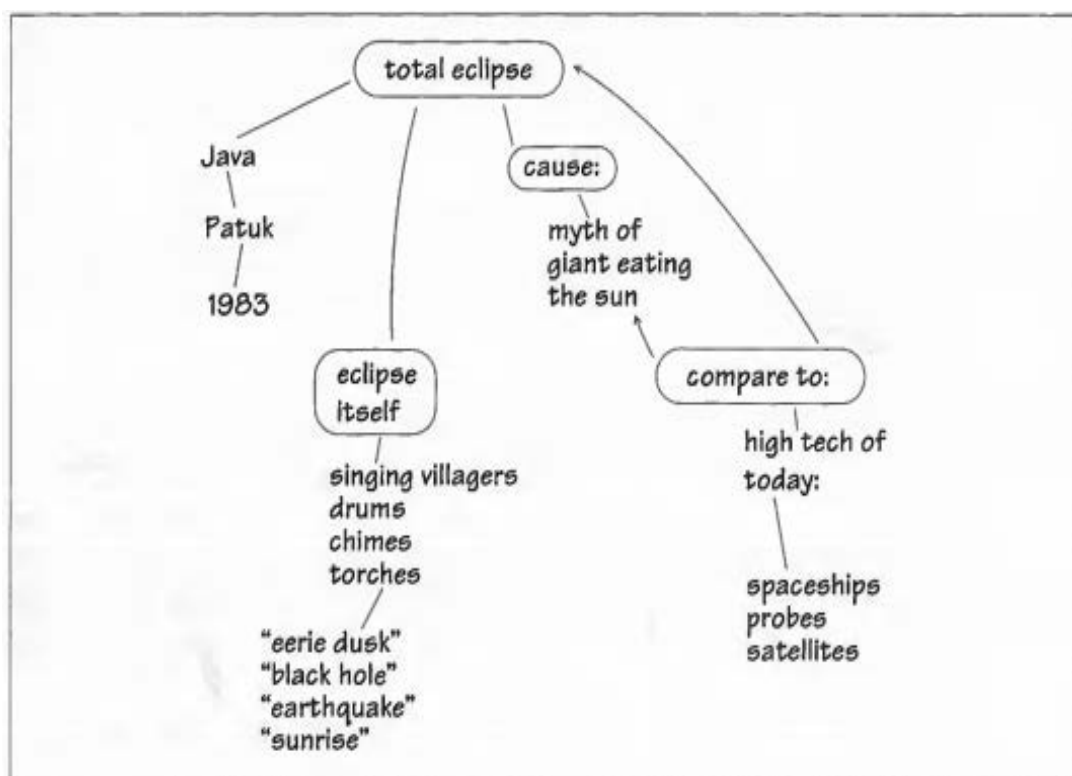 total eclipse
Java
Patuk
1983
cause:
myth of
giant eating
the sun
eclipse
itself
singing villagers
drums
chimes
torches
“eerie dusk”
“black hole”
“earthquake”
“sunrise”
compare to:
high tech of
today:
spaceships
probes
satellites